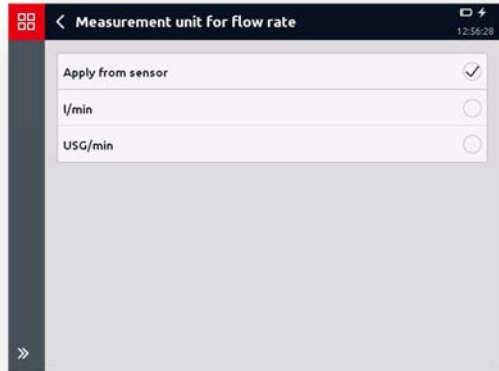 Measurement unit for flow rate
12:56:28
Apply from sensor
l/min
USG/min